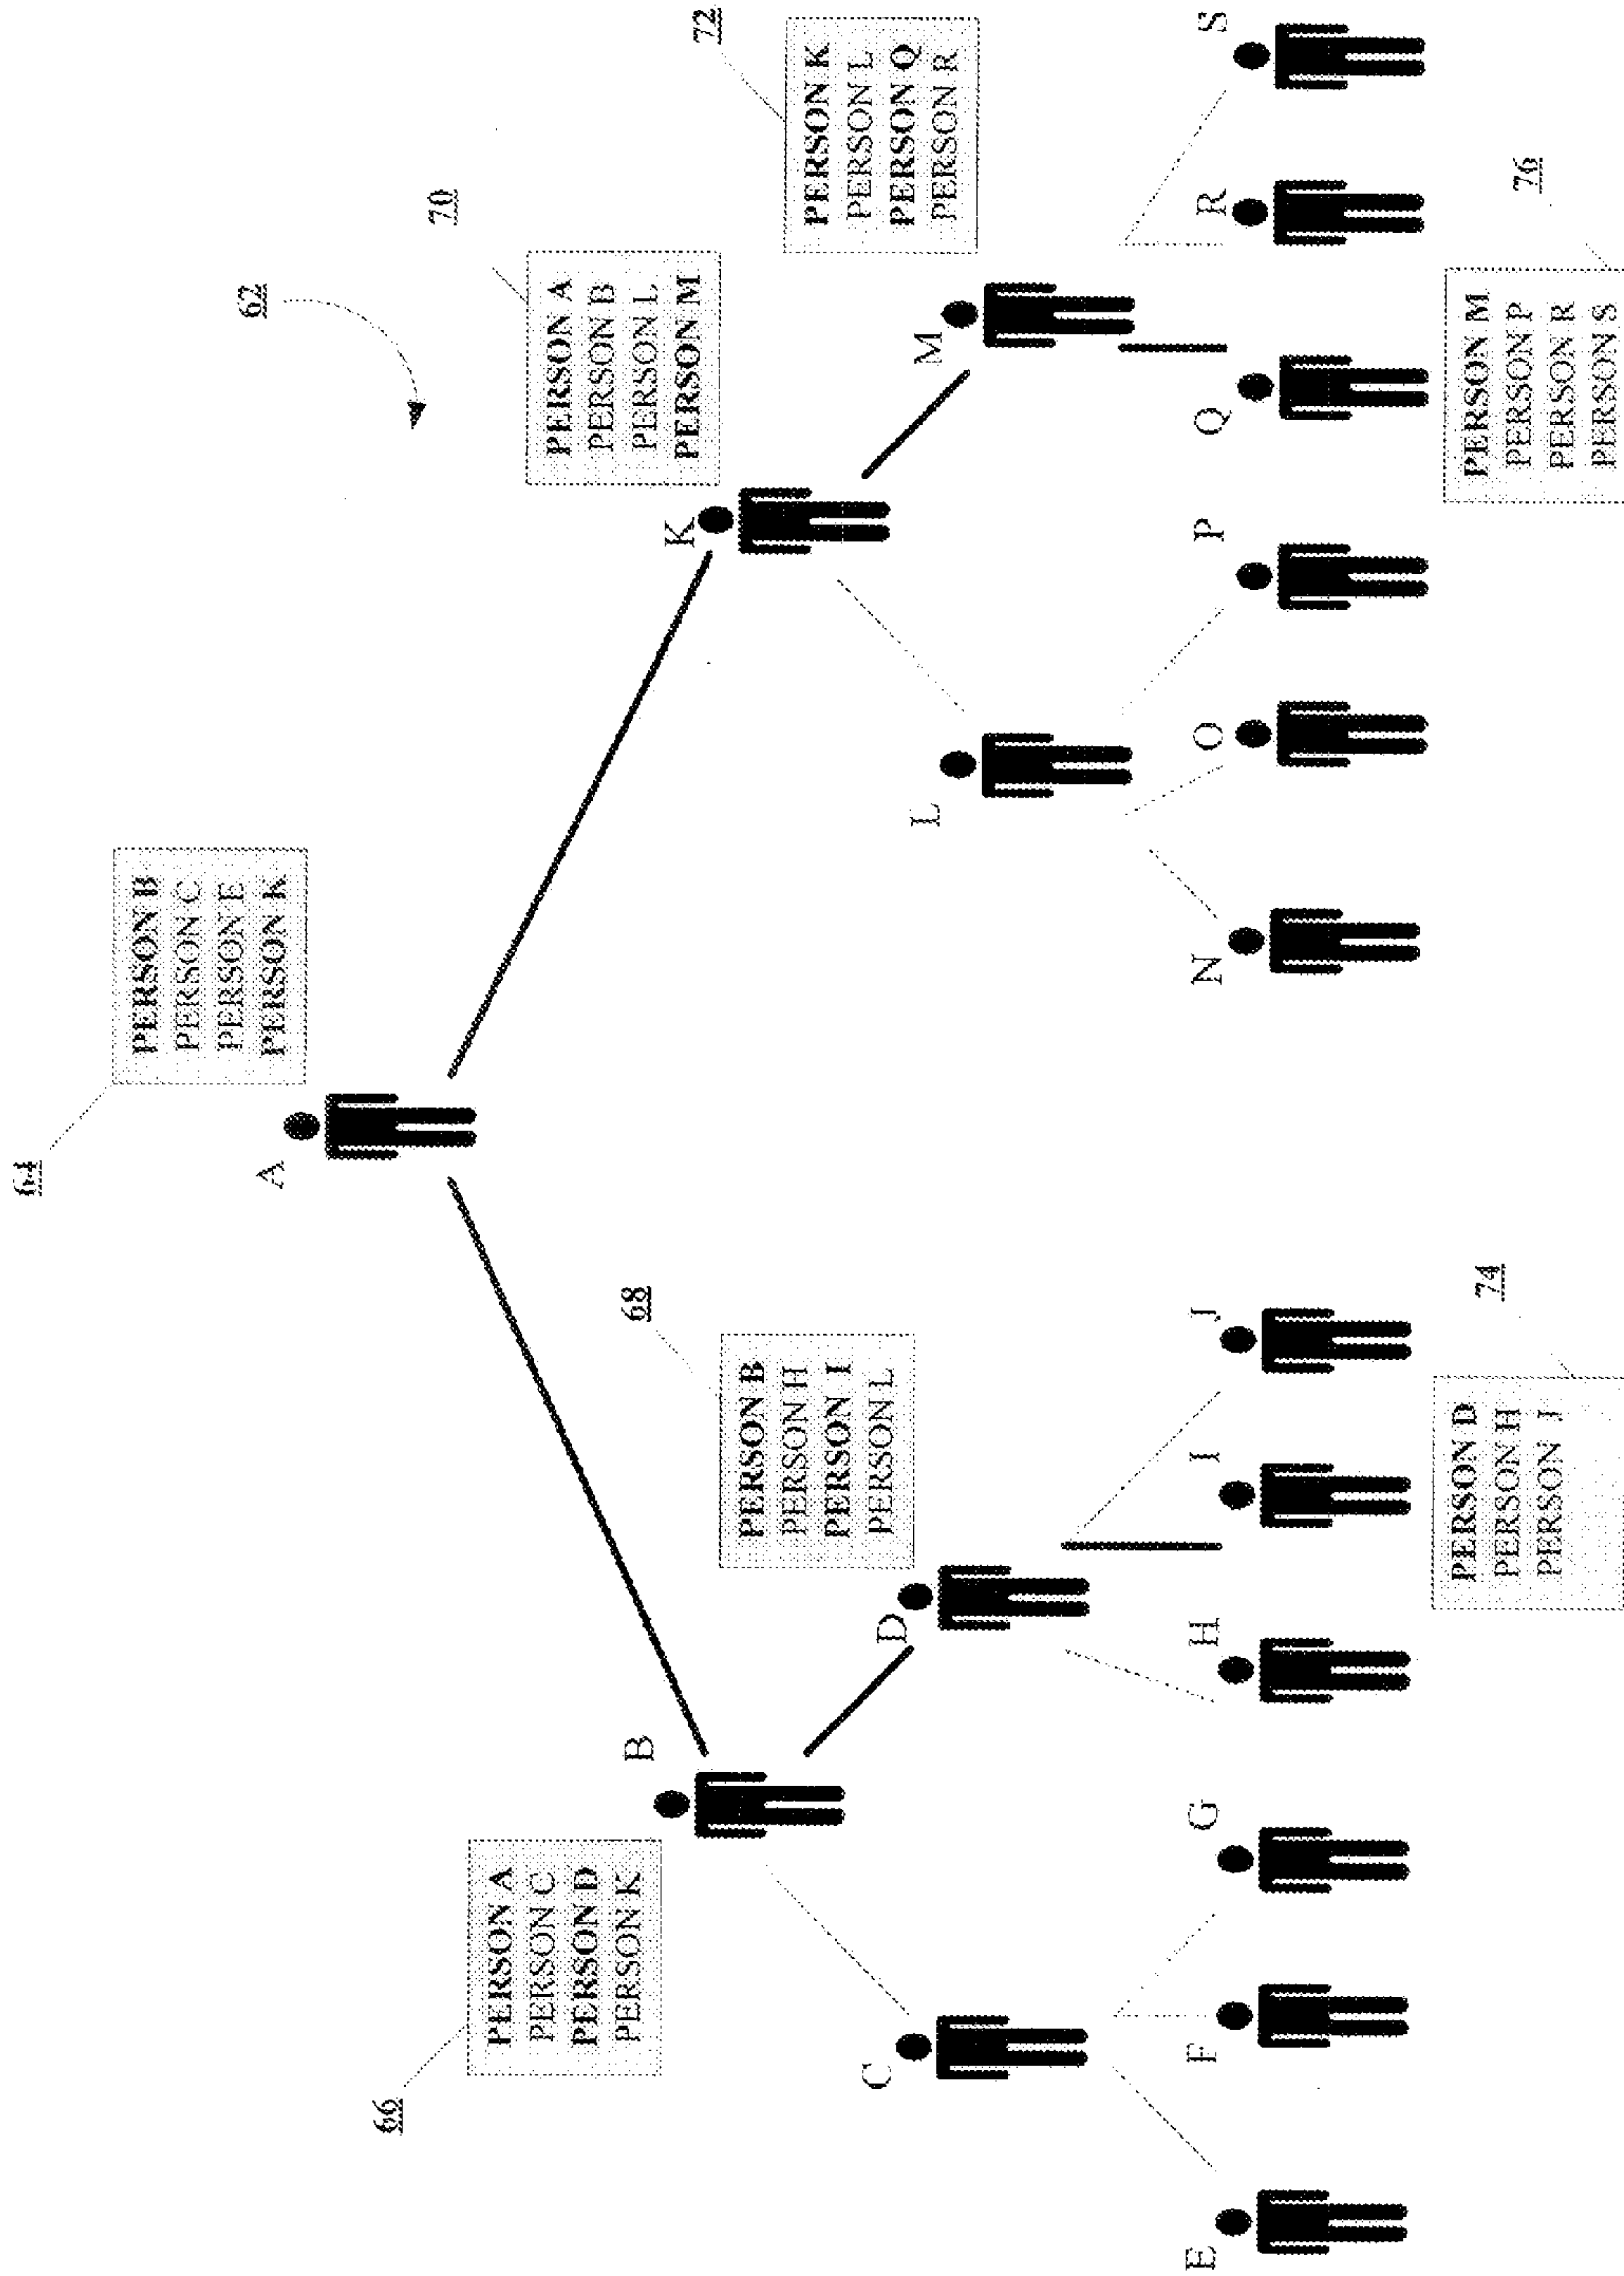 64
PERSON B
PERSON C
PERSON E
PERSON K
A
62
70
PERSON A
PERSON B
PERSON L
PERSON M
K
66
PERSON A
PERSON C
PERSON D
PERSON K
B
68
PERSON B
PERSON H
PERSON I
PERSON L
D
72
PERSON K
PERSON L
PERSON Q
PERSON R
M
C
L
E
F
G
H
I
J
N
O
P
Q
R
S
74
PERSON D
PERSON H
PERSON J
76
PERSON M
PERSON P
PERSON R
PERSON S